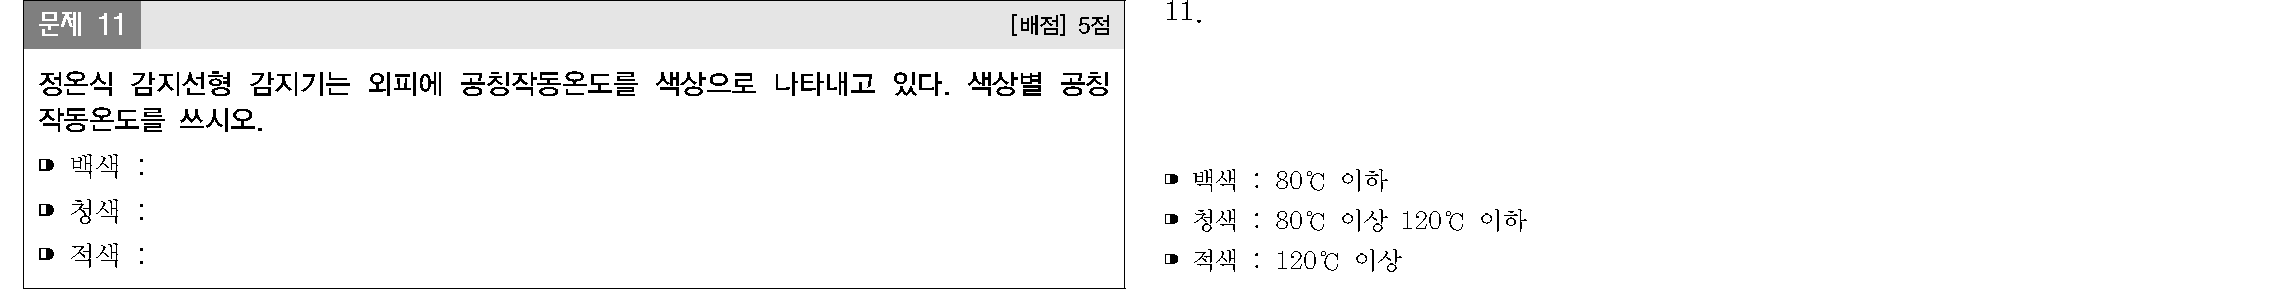 문제 11
[배점] 5점
정온식 감지선형 감지기는 외피에 공칭작동온도를 색상으로 나타내고 있다. 색상별 공칭
작동온도를 쓰시오.
백색 :
청색 :
적색 :
11.
백색 : 80℃ 이하
청색 : 80℃ 이상 120℃ 이하
적색 : 120℃ 이상